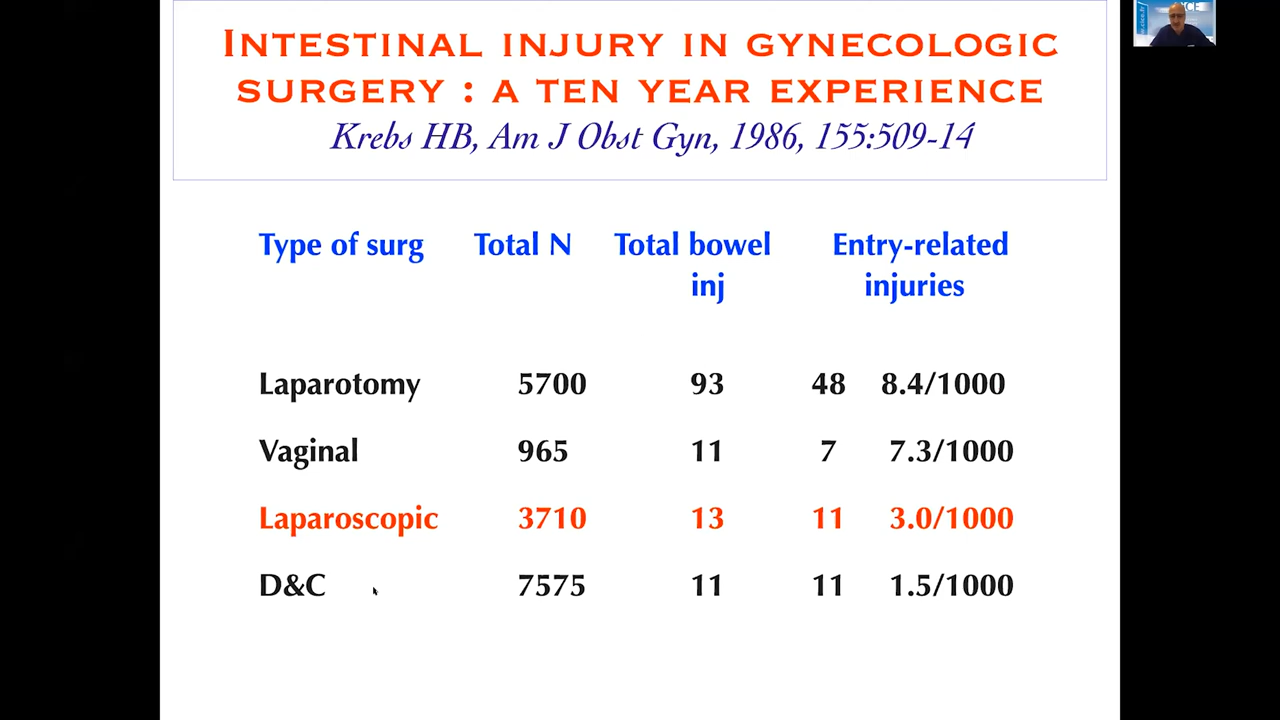 INTESTINAL INJURY IN GYNECOLOGIC
SURGERY : A TEN YEAR EXPERIENCE
Krebs HB, Am J Obst Gyn, 1986, 155:509-14
Type of surg Total N Total bowel inj Entry-related injuries
Laparotomy 5700 93 48 8.4/1000
Vaginal 965 11 7 7.3/1000
Laparoscopic 3710 13 11 3.0/1000
D&C 7575 11 11 1.5/1000